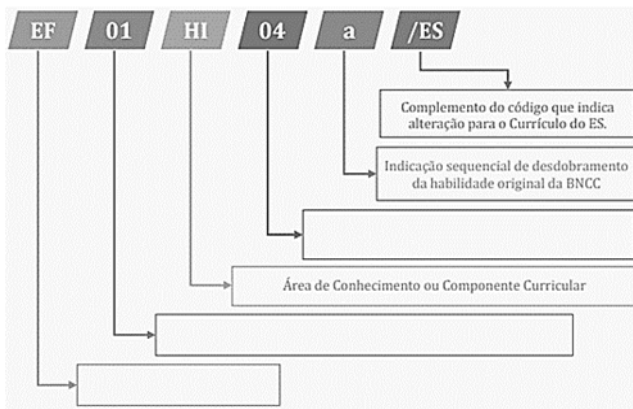 EF 01 HI 04 a /ES
Complemento do código que indica
alteração para o Currículo do ES.
Indicação sequencial de desdobramento
da habilidade original da BNCC
Área de Conhecimento ou Componente Curricular